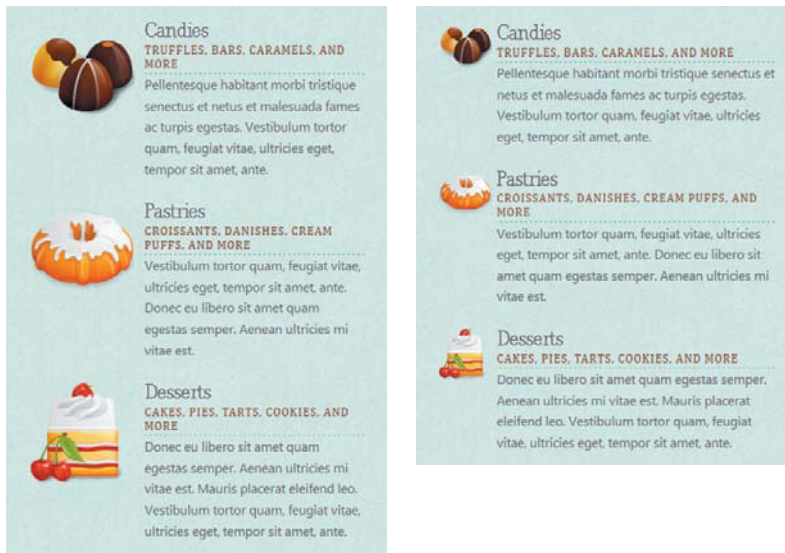 Candies
TRUFFLES, BARS, CARAMELS, AND
MORE
Pellentesque habitant morbi tristique
senectus et netus et malesuada fames
ac turpis egestas. Vestibulum tortor
quam, feugiat vitae, ultricies eget,
tempor sit amet, ante.
Pastries
CROISSANTS, DANISHES, CREAM
PUFFS, AND MORE
Vestibulum tortor quam, feugiat vitae,
ultricies eget, tempor sit amet, ante.
Donec eu libero sit amet quam
egestas semper. Aenean ultricies mi
vitae est.
Desserts
CAKES, PIES, TARTS, COOKIES, AND
MORE
Donec eu libero sit amet quam
egestas semper. Aenean ultricies mi
vitae est. Mauris placerat eleifend leo.
Vestibulum tortor quam, feugiat vitae,
ultricies eget, tempor sit amet, ante.
Candies
TRUFFLES, BARS, CARAMELS, AND MORE
Pellentesque habitant morbi tristique senectus et
netus et malesuada fames ac turpis egestas.
Vestibulum tortor quam, feugiat vitae, ultricies
eget, tempor sit amet, ante.
Pastries
CROISSANTS, DANISHES, CREAM PUFFS, AND
MORE
Vestibulum tortor quam, feugiat vitae, ultricies
eget, tempor sit amet, ante. Donec eu libero sit
amet quam egestas semper. Aenean ultricies mi
vitae est.
Desserts
CAKES, PIES, TARTS, COOKIES, AND MORE
Donec eu libero sit amet quam egestas semper.
Aenean ultricies mi vitae est. Mauris placerat
eleifend leo. Vestibulum tortor quam, feugiat
vitae, ultricies eget, tempor sit amet, ante.